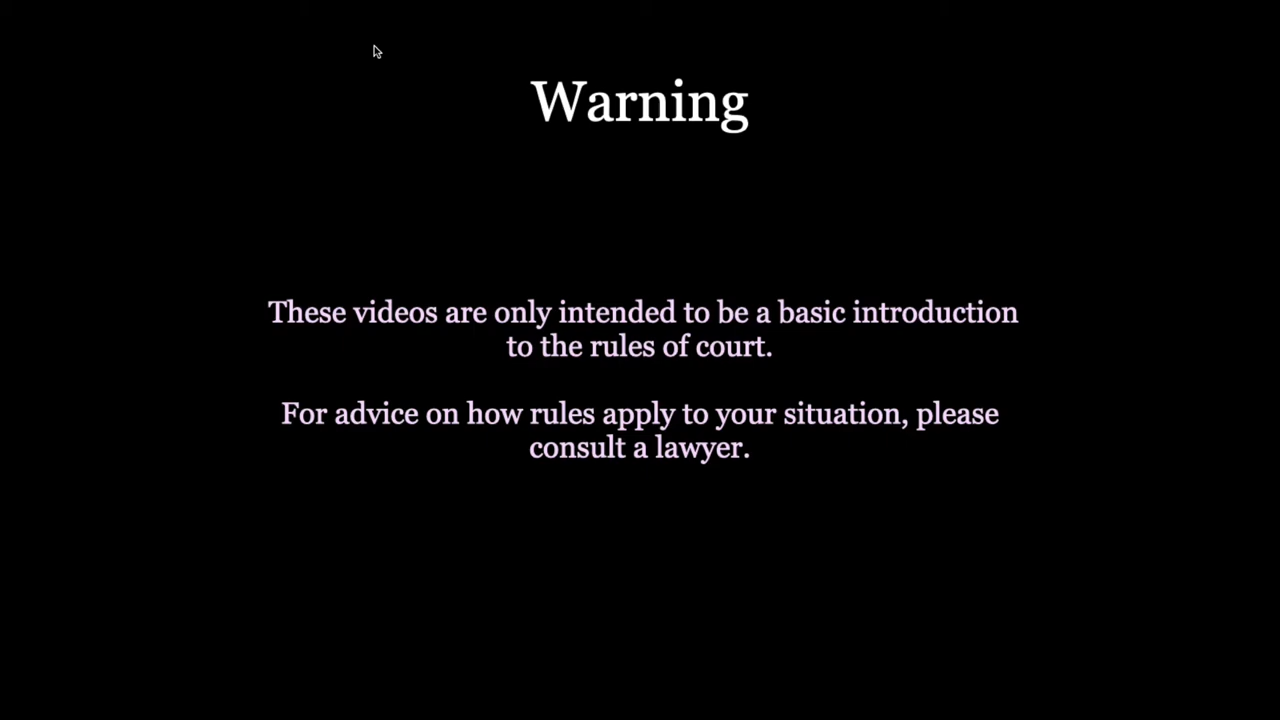 Warning
These videos are only intended to be a basic introduction
to the rules of court.
For advice on how rules apply to your situation, please
consult a lawyer.